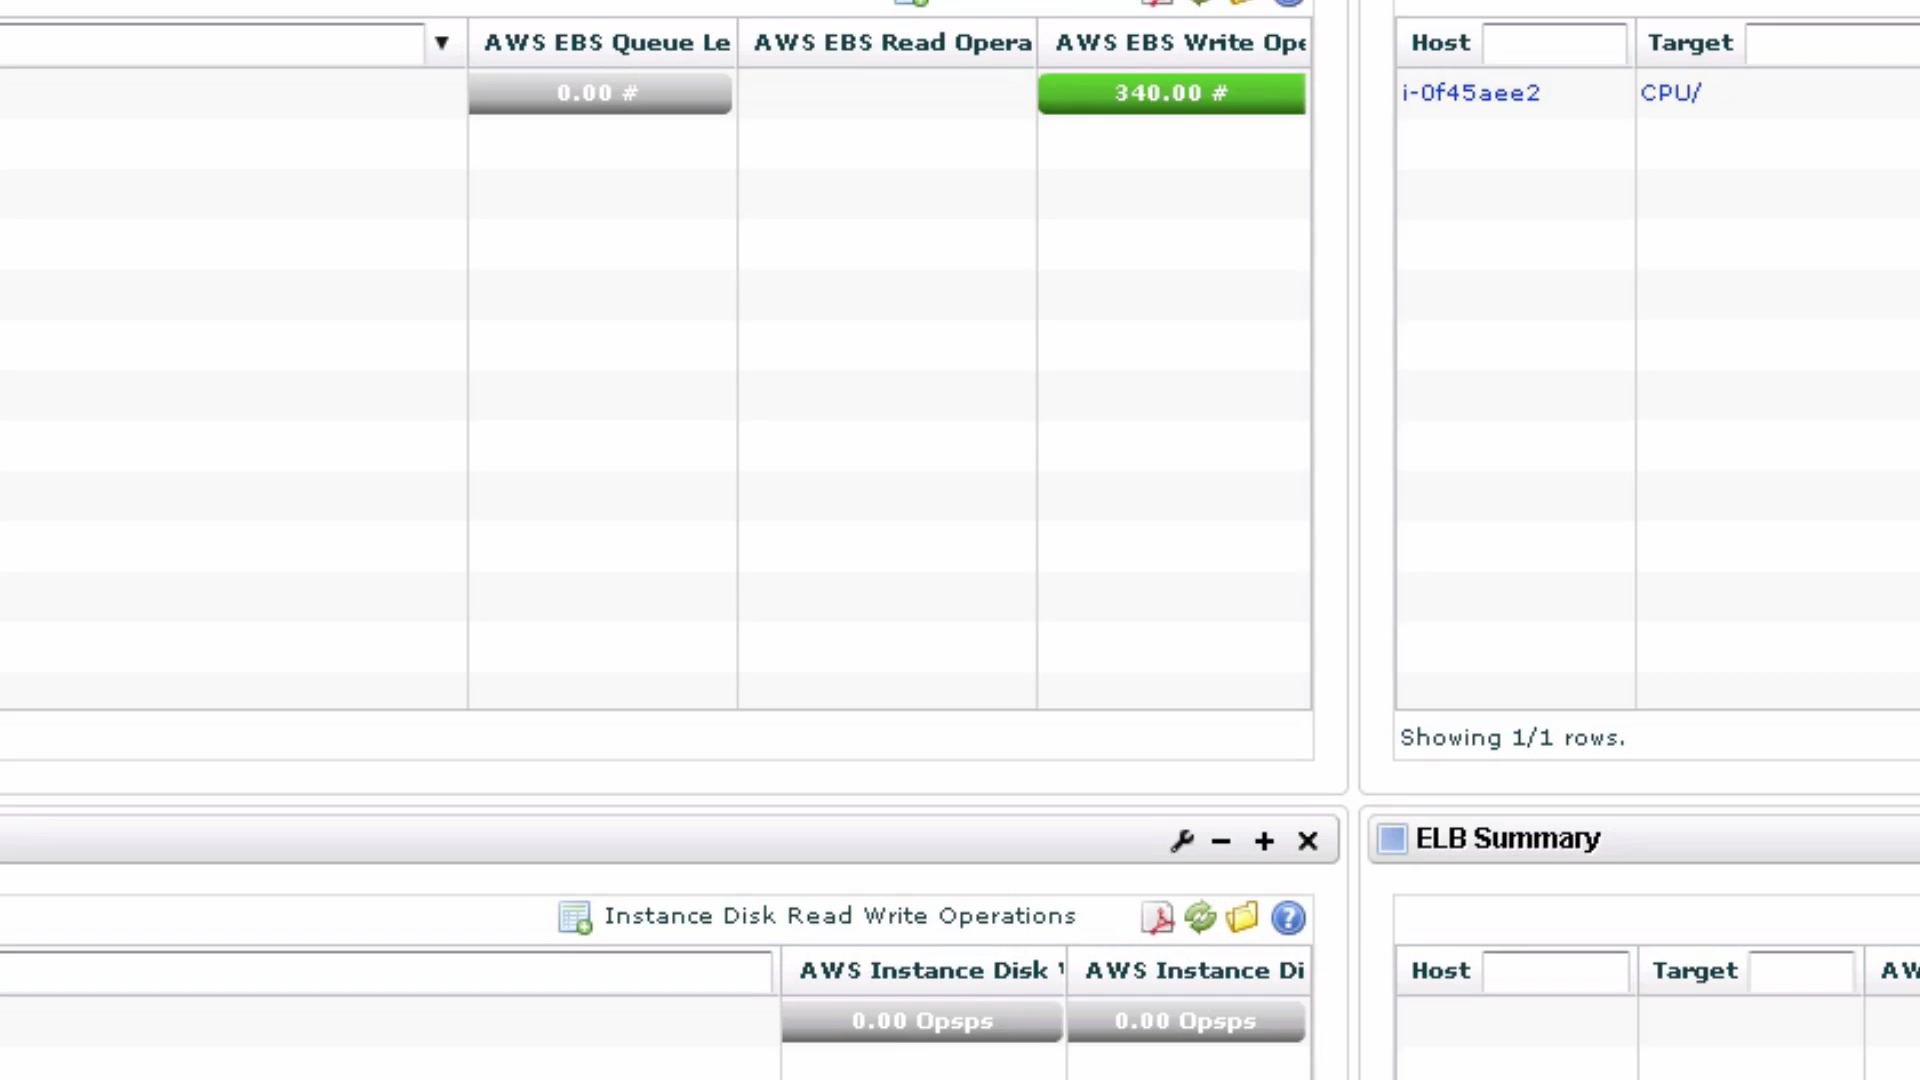 AWS EBS Queue Le AWS EBS Read Opera AWS EBS Write Ope
0.00 # 340.00 #
Host Target
i-0f45aee2 CPU/
Showing 1/1 rows.
ELB Summary
Instance Disk Read Write Operations
AWS Instance Disk AWS Instance Di
0.00 Opsps 0.00 Opsps
Host Target AW